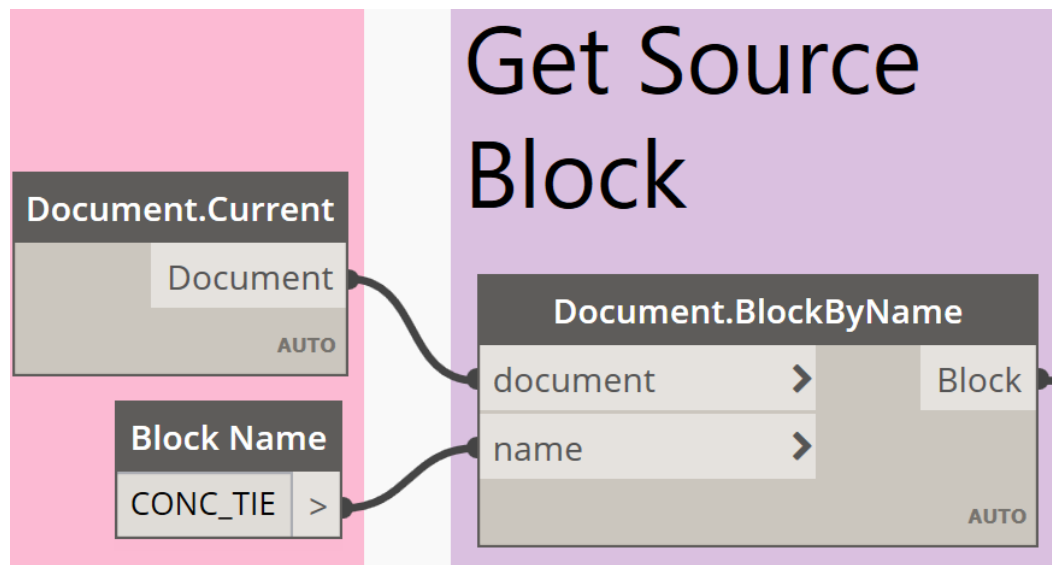 Get Source
Block
Document.Current
Document
AUTO
Block Name
CONC_TIE >
Document.BlockByName
document
Block
name
AUTO